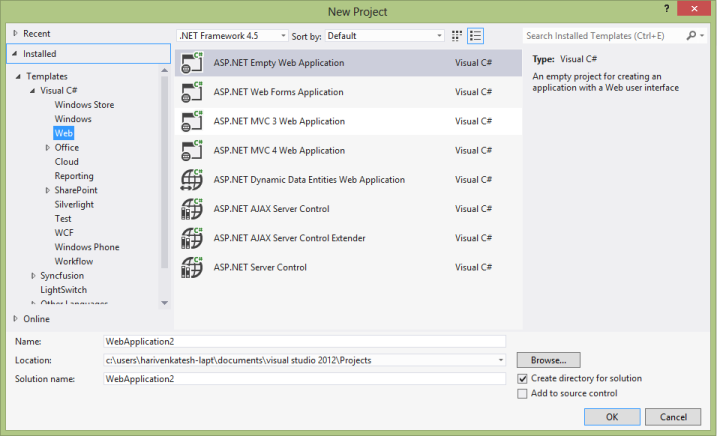 New Project
? ×
Recent
Installed
Templates
Visual C#
Windows Store
Windows
Web
Office
Cloud
Reporting
SharePoint
Silverlight
Test
WCF
Windows Phone
Workflow
Syncfusion
LightSwitch
Other Languages
Online
.NET Framework 4.5 Sort by: Default
ASP.NET Empty Web Application Visual C#
ASP.NET Web Forms Application Visual C#
ASP.NET MVC 3 Web Application Visual C#
ASP.NET MVC 4 Web Application Visual C#
ASP.NET Dynamic Data Entities Web Application Visual C#
ASP.NET AJAX Server Control Visual C#
ASP.NET AJAX Server Control Extender Visual C#
ASP.NET Server Control Visual C#
Search Installed Templates (Ctrl+E)
Type: Visual C#
An empty project for creating an
application with a Web user interface
Name: WebApplication2
Location: c:\users\harivenkatesh-lapt\documents\visual studio 2012\Projects
Browse...
Solution name: WebApplication2
Create directory for solution
Add to source control
OK Cancel